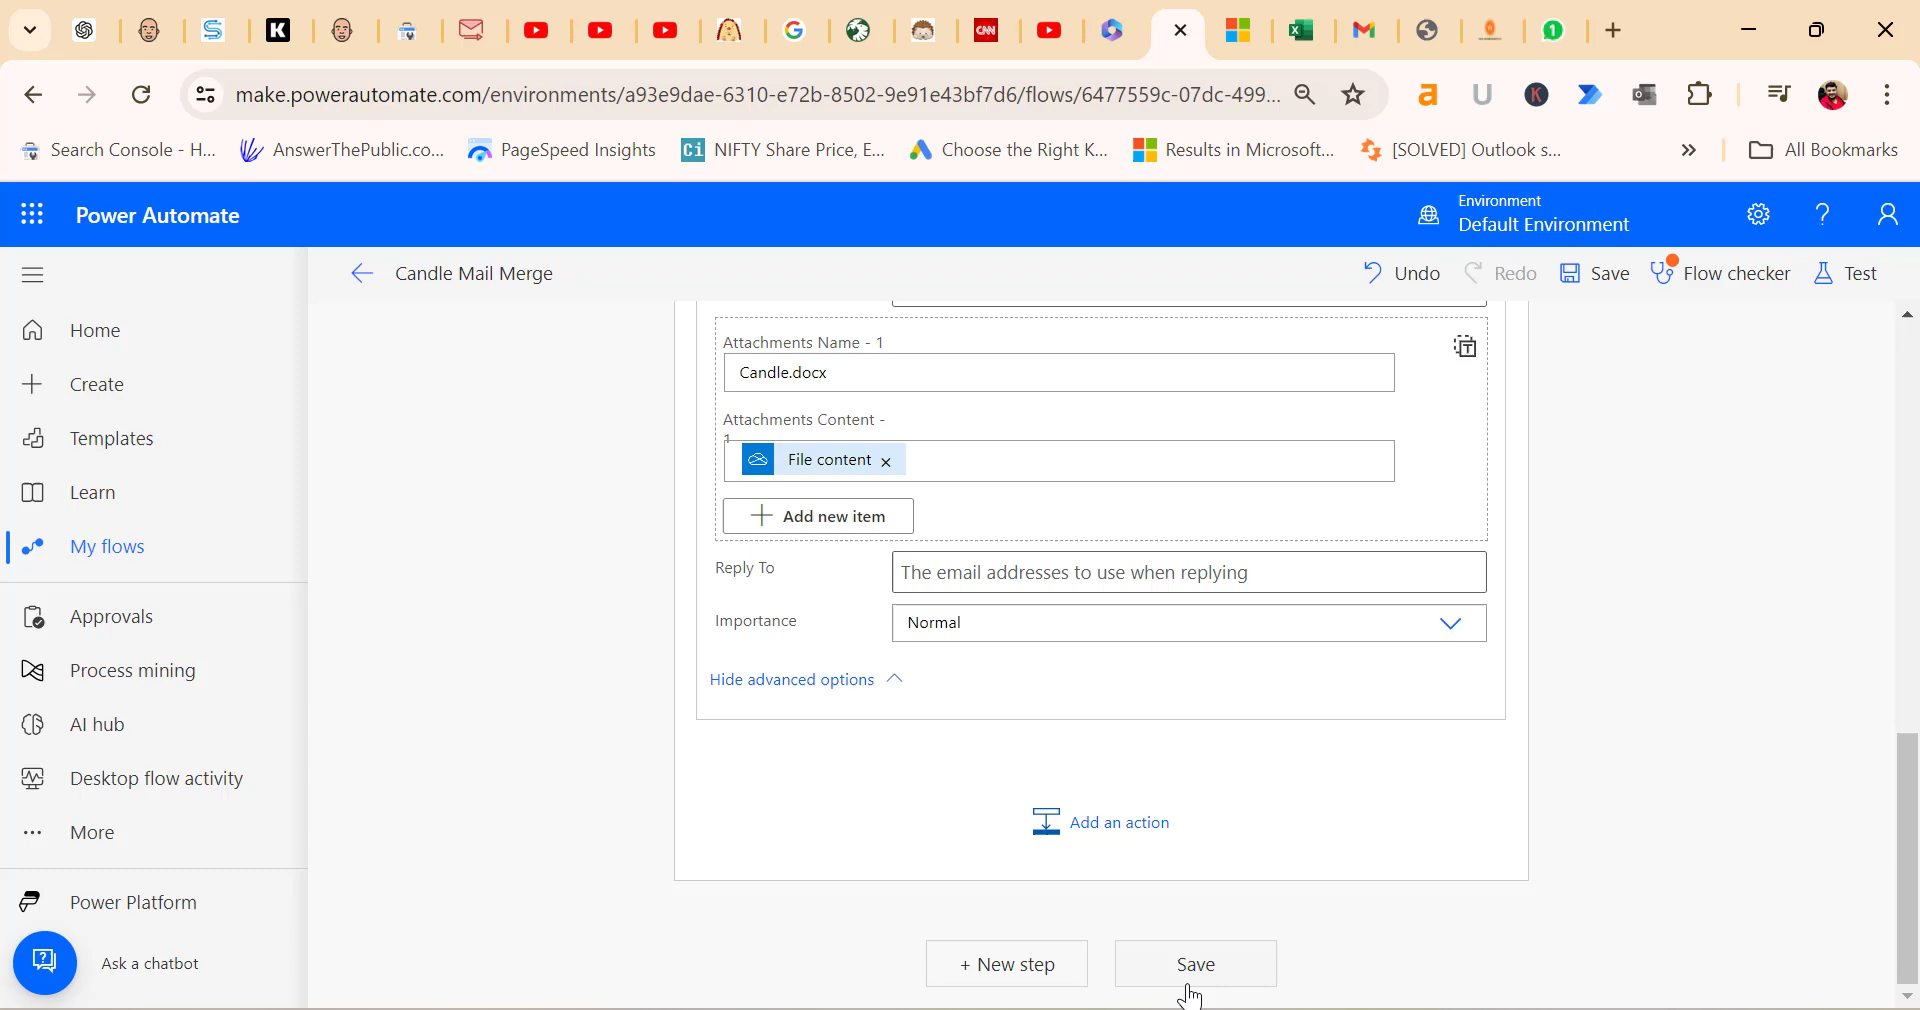 make.powerautomate.com/environments/a93e9dae-6310-e72b-8502-9e91e43bf7d6/flows/6477559c-07dc-499...
Search Console - H...
AnswerThePublic.co...
PageSpeed Insights
NIFTY Share Price, E...
Choose the Right K...
Results in Microsoft...
[SOLVED] Outlook s...
»
All Bookmarks
Power Automate
Environment
Default Environment
Candle Mail Merge
Undo
Redo
Save
Flow checker
Test
Home
Create
Templates
Learn
My flows
Approvals
Process mining
AI hub
Desktop flow activity
More
Power Platform
Ask a chatbot
Attachments Name - 1
Candle.docx
Attachments Content -
1
File content
Add new item
Reply To
The email addresses to use when replying
Importance
Normal
Hide advanced options
Add an action
+ New step
Save